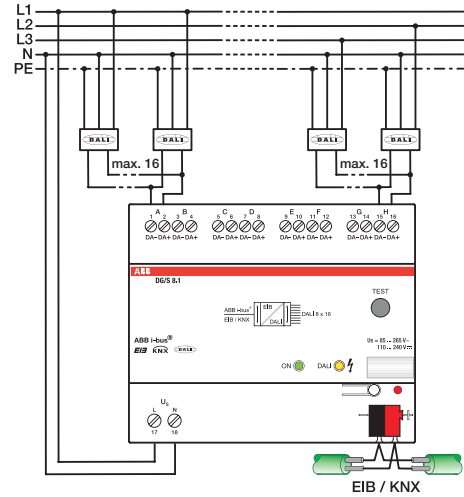 L1
L2
L3
N
PE
DALI DALI DALI DALI
max. 16 max. 16
A B C D E F G H
1 2 3 4 5 6 7 8 9 10 11 12 13 14 15 16
DA- DA+ DA- DA+ DA- DA+ DA- DA+ DA- DA+ DA- DA+ DA- DA+ DA- DA+
ABB
DG/S 8.1
TEST
ABB i-bus®
EIB / KNX
EIB
DALI
DALI 8 x 16
ABB i-bus®
EIB KNX DALI
Us = 85 ... 265 V~
110 ... 240 V
ON DALI
Us
L N
17 18
EIB / KNX